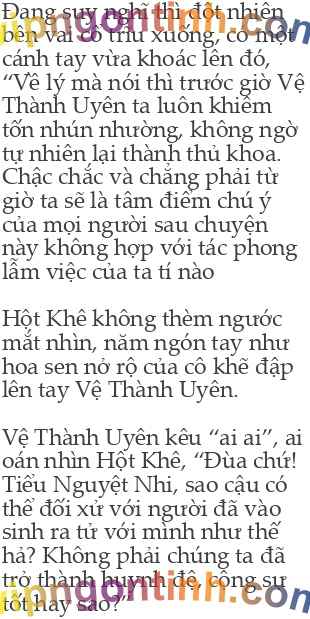 Đang suy nghĩ thì đột nhiên
bên vai cô trĩu xuống, có một
cánh tay vừa khoác lên đó,
“Về lý mà nói thì trước giờ Vệ
Thành Uyên ta luôn khiêm
tốn nhún nhường, không ngờ
tự nhiên lại thành thủ khoa.
Chậc chắc và chẳng phải từ
giờ ta sẽ là tâm điểm chú ý
của mọi người sau chuyện
này không hợp với tác phong
lẫm việc của ta tí nào
Hột Khê không thèm ngước
mắt nhìn, năm ngón tay như
hoa sen nở rộ của cô khẽ đập
lên tay Vệ Thành Uyên.
Vệ Thành Uyên kêu “ai ai”, ai
oán nhìn Hột Khê, “Đùa chứ!
Tiểu Nguyệt Nhi, sao cậu có
thể đối xử với người đã vào
sinh ra tử với mình như thế
hả? Không phải chúng ta đã
trở thành huynh đệ cộng sự
tốt hay sao?”
vipngontinh.com
vipngontinh.com